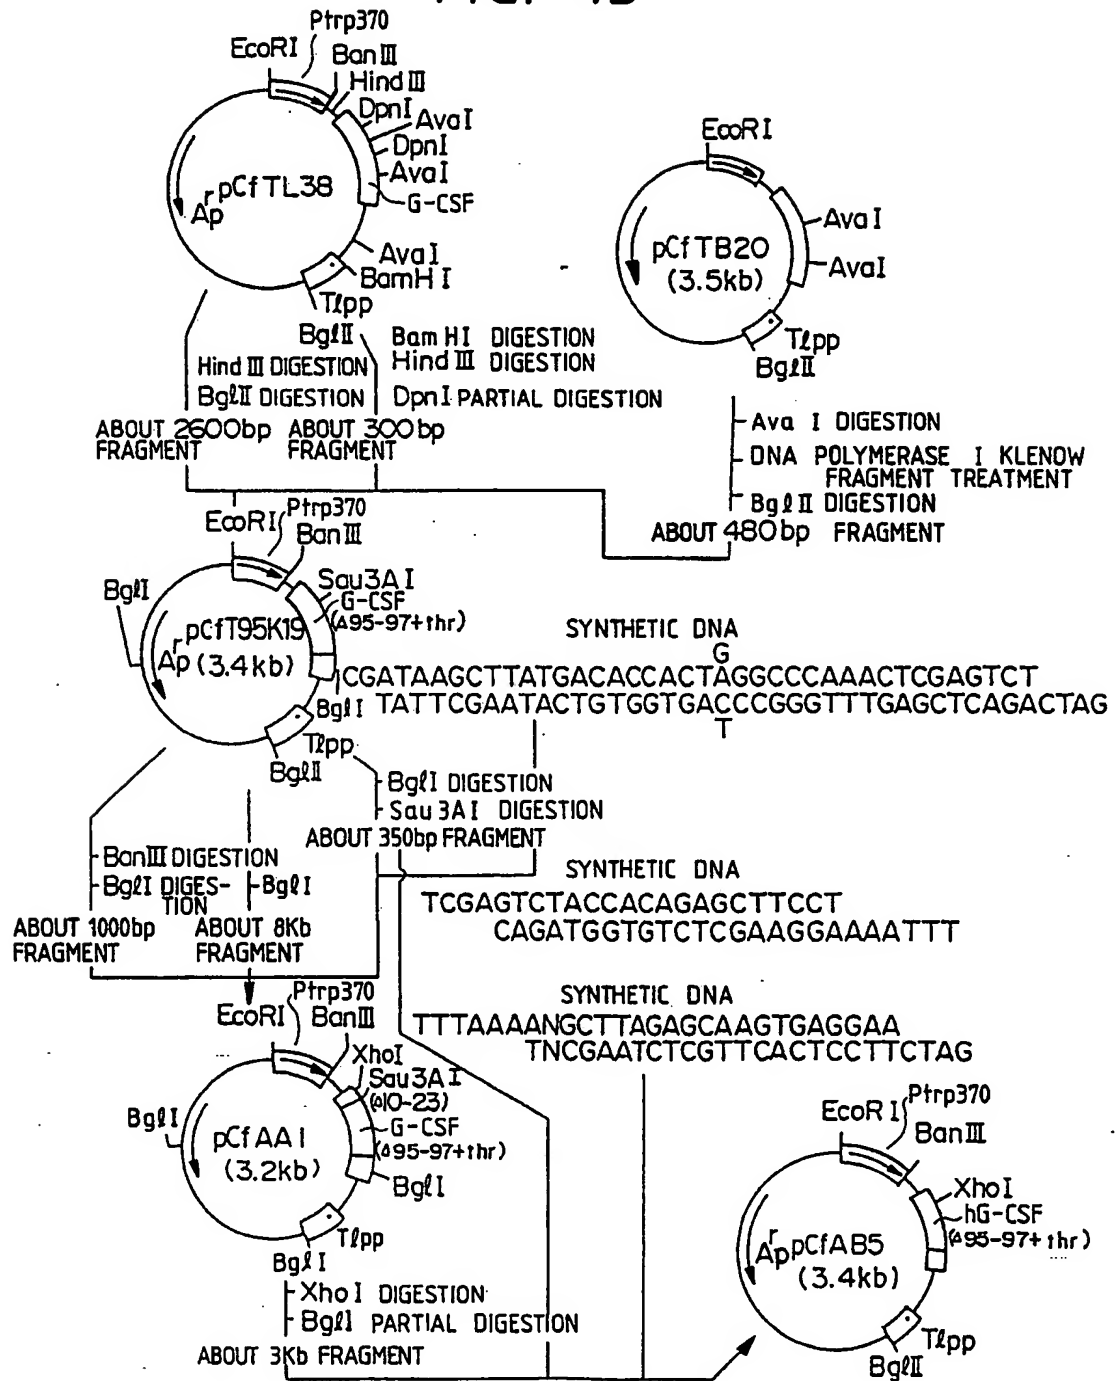 Ptrp370
EcoRI
BanIII
HindIII
DpnI
AvaI
DpnI
AvaI
G-CSF
pCfTL38
Apr
AvaI
BamHI
Tlpp
BglII
EcoRI
AvaI
AvaI
pCfTB20
(3.5kb)
Tlpp
BglII
HindIII DIGESTION
BglII DIGESTION
ABOUT 2600bp
FRAGMENT
BamHI DIGESTION
HindIII DIGESTION
DpnI PARTIAL DIGESTION
ABOUT 300bp
FRAGMENT
AvaI DIGESTION
DNA POLYMERASE I KLENOW
FRAGMENT TREATMENT
BglII DIGESTION
ABOUT 480bp FRAGMENT
EcoRI
Ptrp370
BanIII
BglI
Sau3AI
G-CSF
(Δ95-97+thr)
pCfT95K19
Apr (3.4kb)
BglI
Tlpp
BglII
SYNTHETIC DNA
G
CGATAAGCTTATGACACCACTAGGCCCAAACTCGAGTCT
TATTCGAATACTGTGGTGACCCGGGTTTGAGCTCAGACTAG
T
BglI DIGESTION
Sau3AI DIGESTION
ABOUT 350bp FRAGMENT
BanIII DIGESTION
BglI DIGES-
TION
ABOUT 1000bp
FRAGMENT
BglI
ABOUT 8Kb
FRAGMENT
SYNTHETIC DNA
TCGAGTCTACCACAGAGCTTCCT
CAGATGGTGTCTCGAAGGAAAATTT
SYNTHETIC DNA
TTTAAAANGCTTAGAGCAAGTGAGGAA
TNCGAATCTCGTTCACTCCTTCTAG
EcoRI
Ptrp370
BanIII
XhoI
Sau3AI
(Δ10-23)
G-CSF
(Δ95-97+thr)
BglI
BglI
pCfAA1
(3.2kb)
Tlpp
BglI
XhoI DIGESTION
BglI PARTIAL DIGESTION
ABOUT 3Kb FRAGMENT
EcoRI
Ptrp370
BanIII
XhoI
hG-CSF
(Δ95-97+thr)
Apr pCfAB5
(3.4kb)
Tlpp
BglII